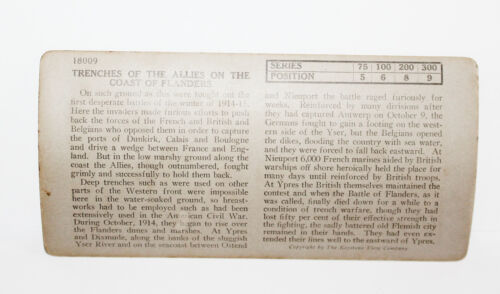 18009
TRENCHES OF THE ALLIES ON THE
COAST OF FLANDERS
On such ground as this were fought out the
first desperate battles of the winter of 1914-15.
Here the invaders made furious efforts to push
back the forces of the French and British and
Belgians who opposed them in order to capture
the ports of Dunkirk, Calais and Boulogne
and drive a wedge between France and Eng-
land. But in the low marshy ground along the
coast the Allies, though outnumbered, fought
grimly and successfully to hold them back.
Deep trenches such as were used on other
parts of the Western front were impossible
here in the water-soaked ground, so breast-
works had to be employed such as had been
extensively used in the American Civil War.
During October, 1914, they began to rise over
the Flanders dunes and marshes. At Ypres
and Dixmude, along the banks of the sluggish
Yser River and on the seacoast between Ostend
SERIES 75 100 200 300
POSITION 5 6 8 9
and Nieuport the battle raged furiously for
weeks. Reinforced by many divisions after
they had captured Antwerp on October 9, the
Germans fought to gain a footing on the west-
ern side of the Yser, but the Belgians opened
the dikes, flooding the country with sea water,
and they were forced to fall back eastward. At
Nieuport 6,000 French marines aided by British
warships off shore heroically held the place for
many days until reinforced by British troops.
At Ypres the British themselves maintained the
contest and when the Battle of Flanders, as it
was called, finally died down for a while to a
condition of trench warfare, though they had
lost fifty per cent of their effective strength in
the fighting, the sadly battered old Flemish city
remained in their hands. They had even ex-
tended their lines well to the eastward of Ypres.
Copyright by The Keystone View Company